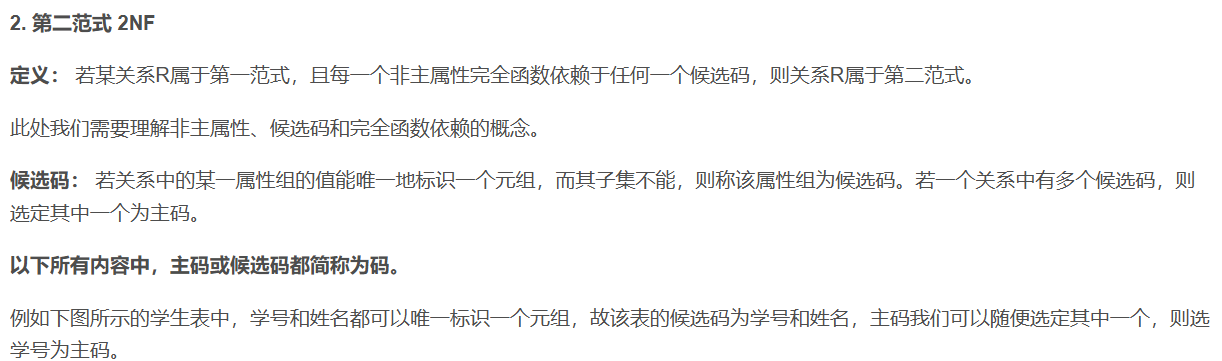 2. 第二范式 2NF
定义： 若某关系R属于第一范式，且每一个非主属性完全函数依赖于任何一个候选码，则关系R属于第二范式。
此处我们需要理解非主属性、候选码和完全函数依赖的概念。
候选码： 若关系中的某一属性组的值能唯一地标识一个元组，而其子集不能，则称该属性组为候选码。若一个关系中有多个候选码，则
选定其中一个为主码。
以下所有内容中，主码或候选码都简称为码。
例如下图所示的学生表中，学号和姓名都可以唯一标识一个元组，故该表的候选码为学号和姓名，主码我们可以随便选定其中一个，则选
学号为主码。